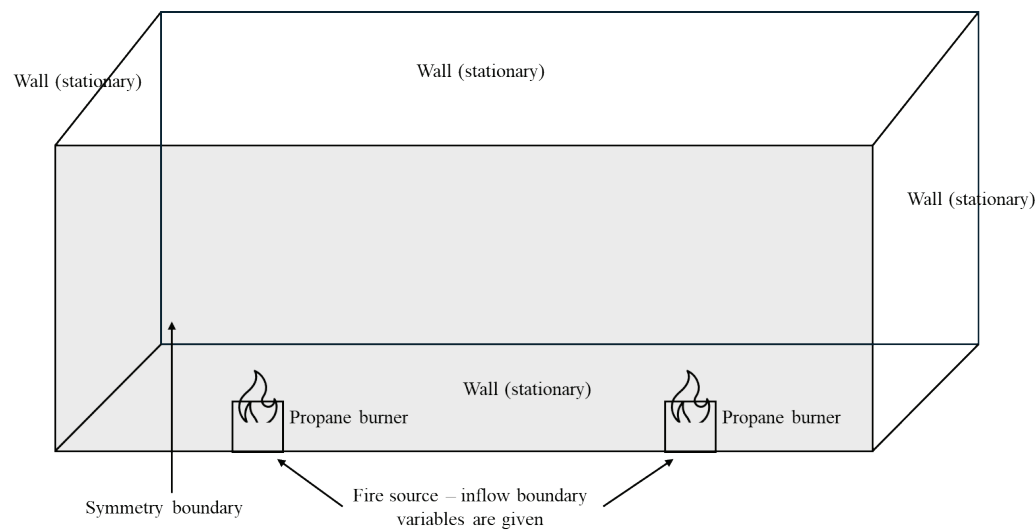 Wall (stationary)
Wall (stationary)
Wall (stationary)
Wall (stationary)
Propane burner
Propane burner
Symmetry boundary
Fire source – inflow boundary
variables are given